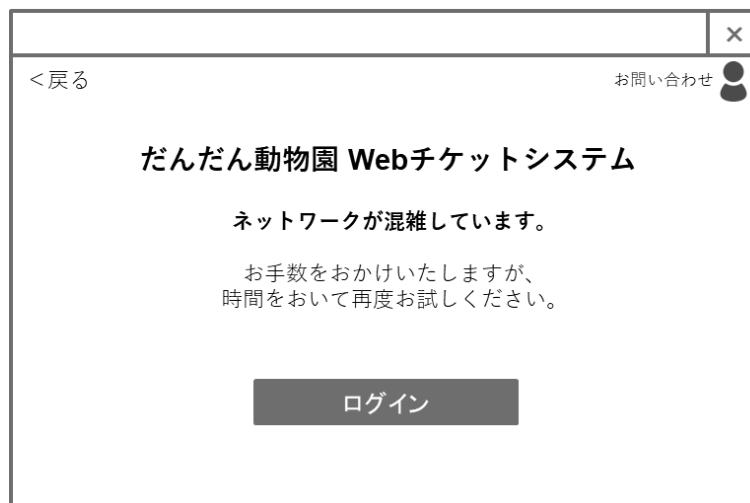 ×
<戻る
お問い合わせ
だんだん動物園 Webチケットシステム
ネットワークが混雑しています。
お手数をおかけいたしますが、
時間をおいて再度お試しください。
ログイン